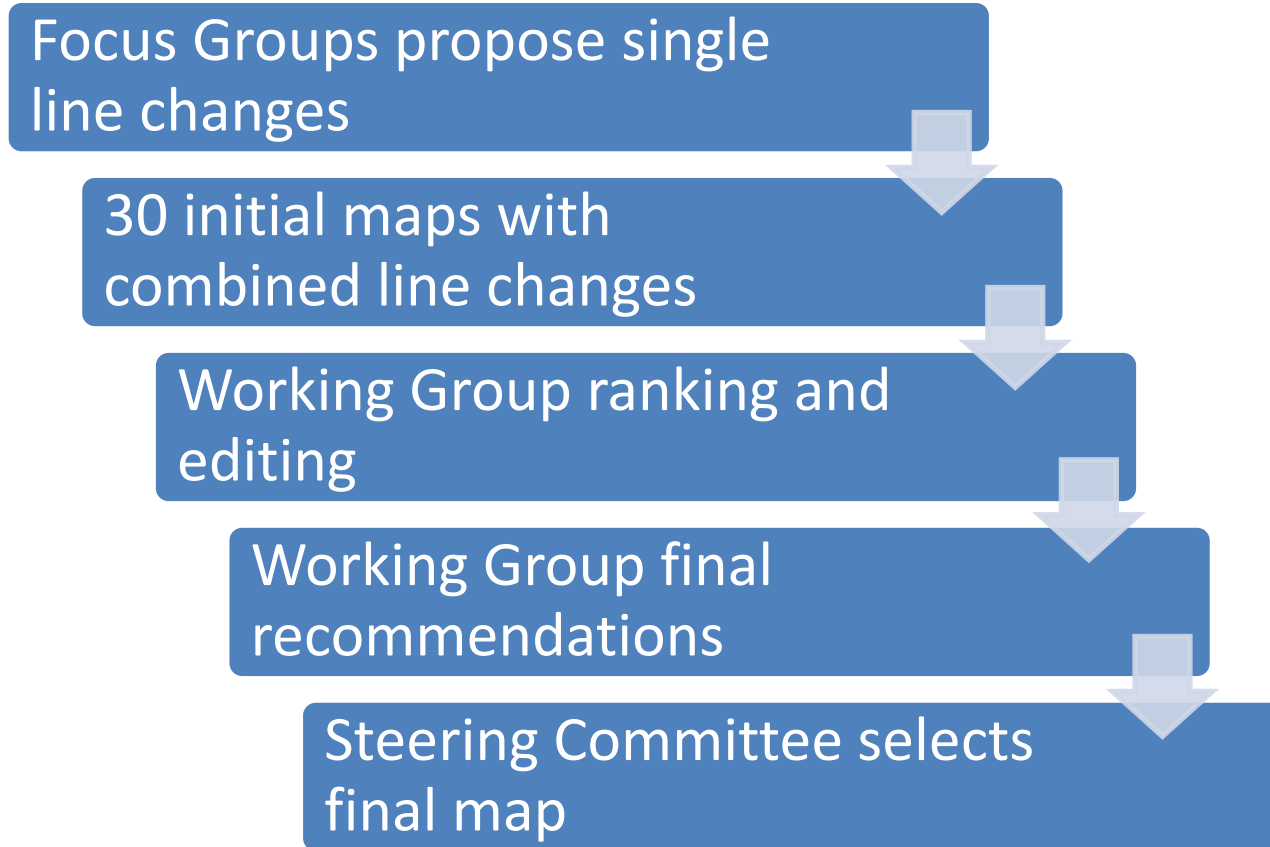 Focus Groups propose single
line changes
30 initial maps with
combined line changes
Working Group ranking and
editing
Working Group final
recommendations
Steering Committee selects
final map